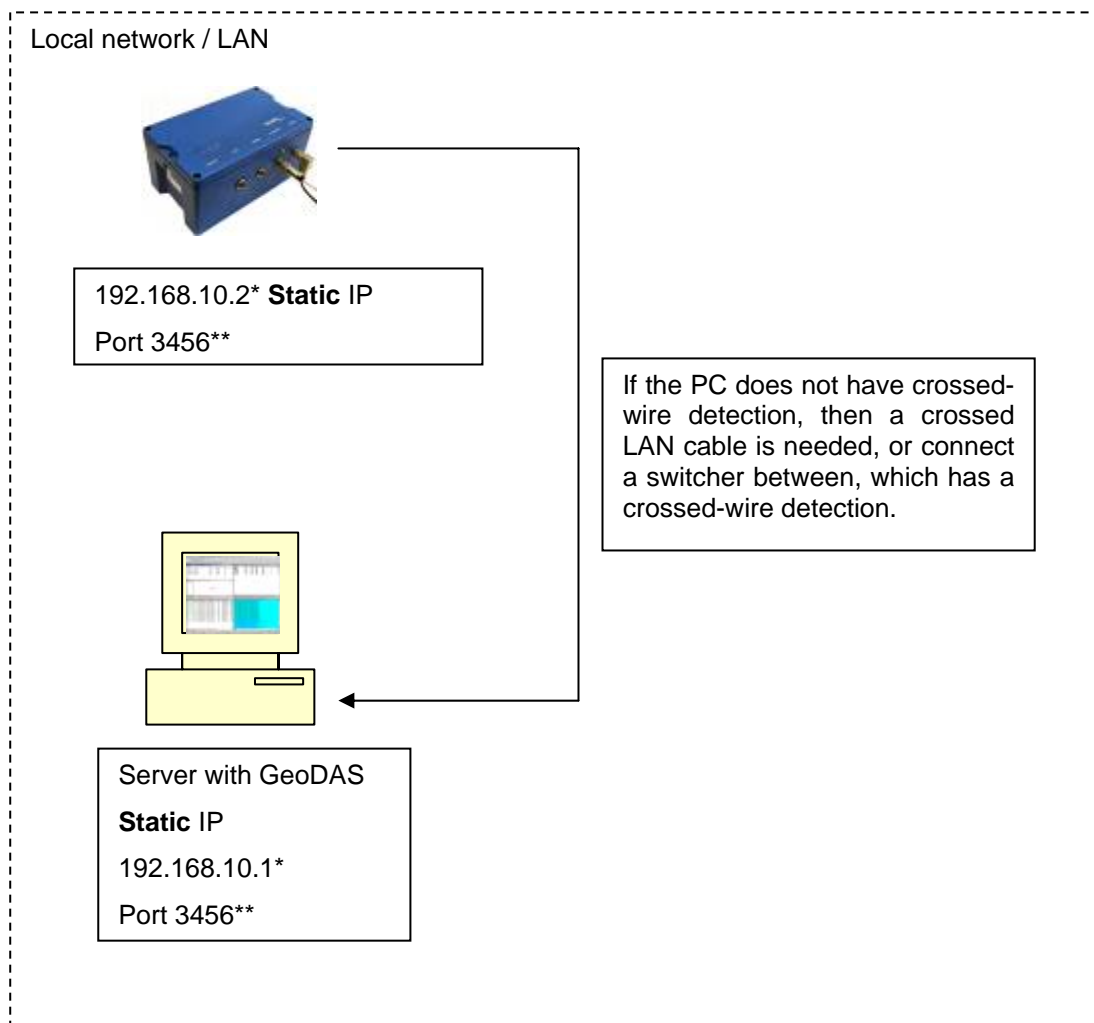 Local network / LAN
192.168.10.2* Static IP
Port 3456**
If the PC does not have crossed-
wire detection, then a crossed
LAN cable is needed, or connect
a switcher between, which has a
crossed-wire detection.
Server with GeoDAS
Static IP
192.168.10.1*
Port 3456**